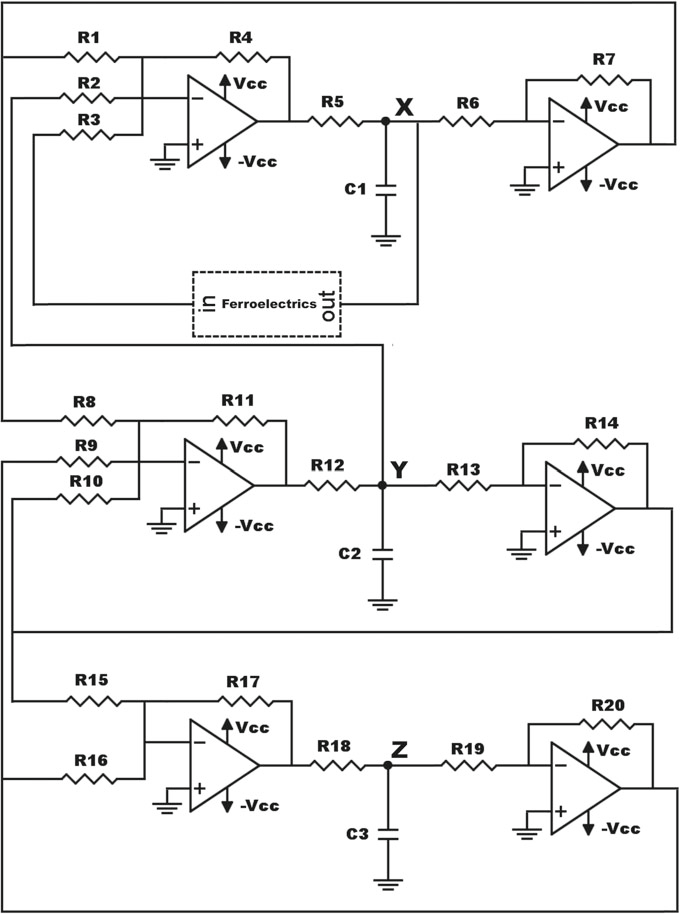 R1
R4
R7
Vcc
R2
R5
X
R6
Vcc
R3
−
−
+
-Vcc
+
-Vcc
C1
in
Ferroelectrics
out
R8
R11
R14
Vcc
R9
R12
Y
R13
Vcc
R10
−
−
+
-Vcc
+
-Vcc
C2
R15
R17
R20
Vcc
R18
Z
R19
Vcc
−
−
R16
+
-Vcc
+
-Vcc
C3